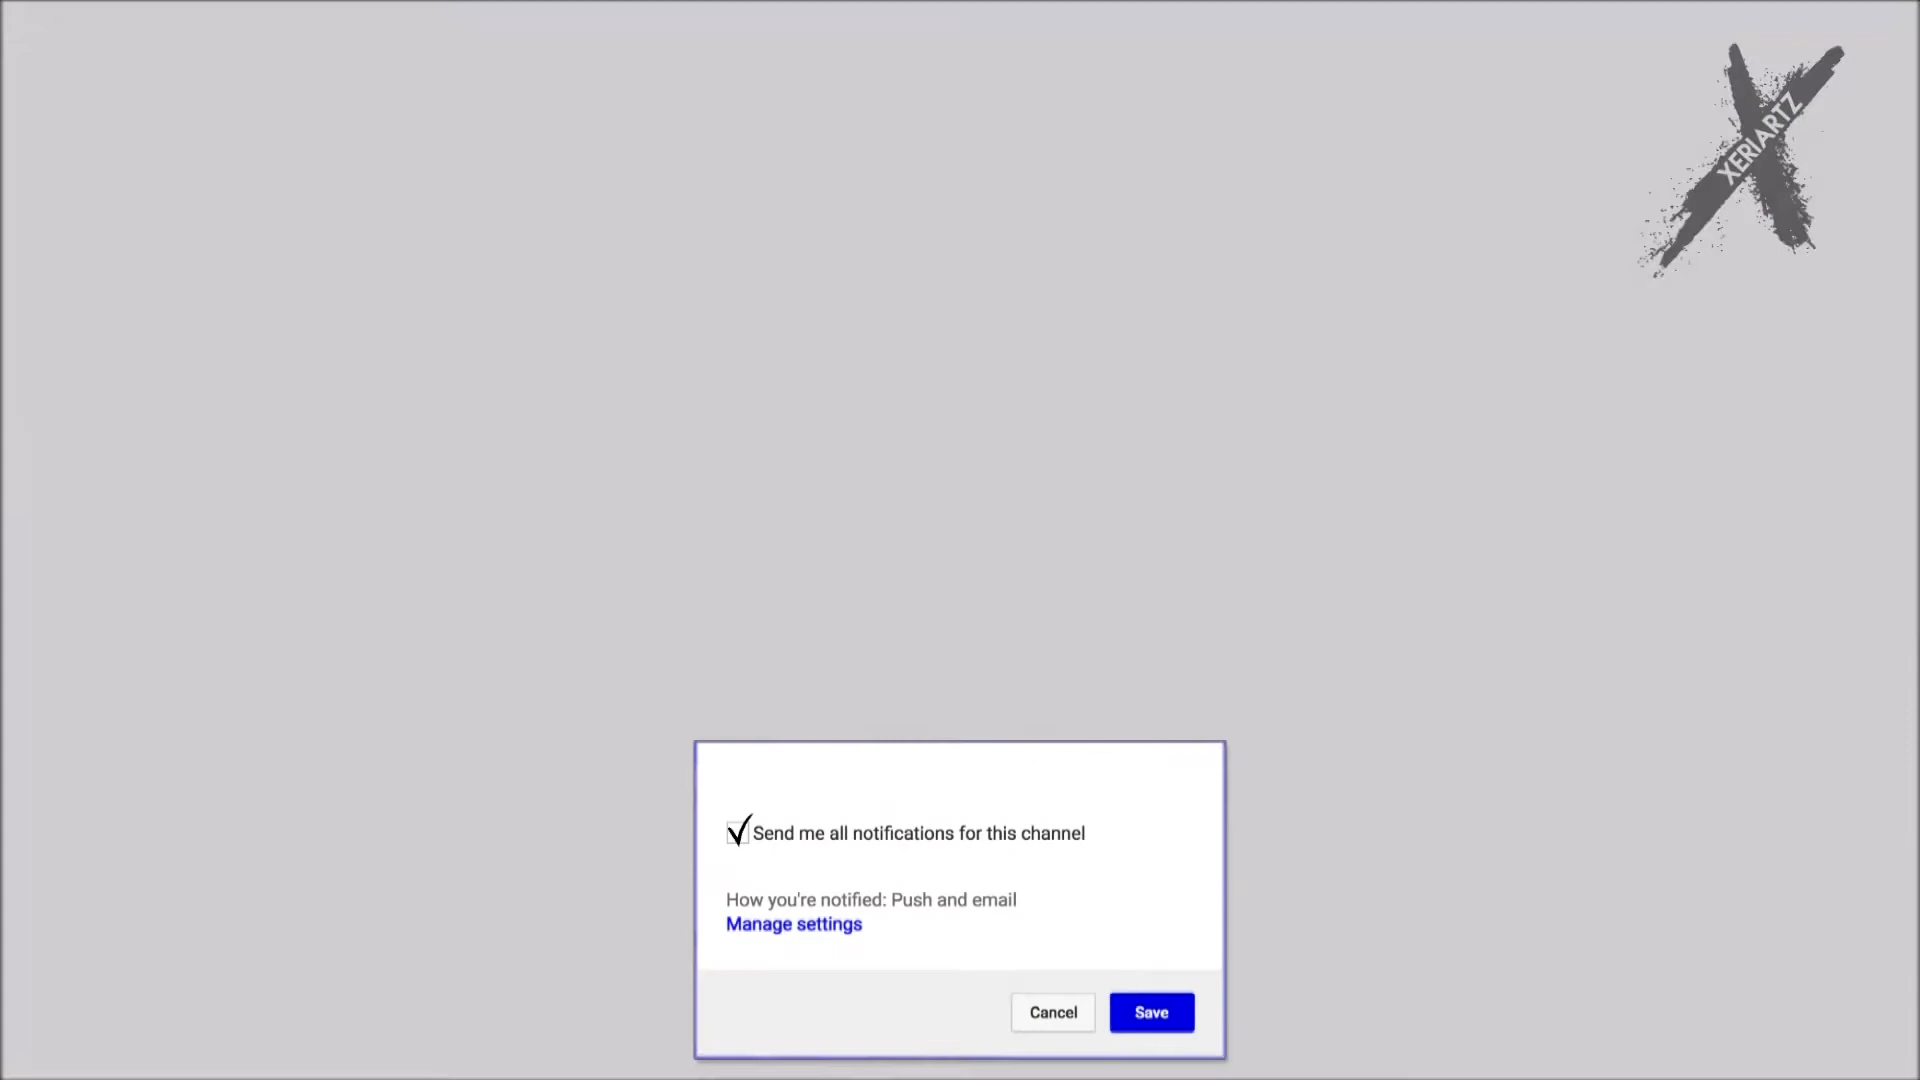 XERIARTZ
Send me all notifications for this channel
How you're notified: Push and email
Manage settings
Cancel
Save